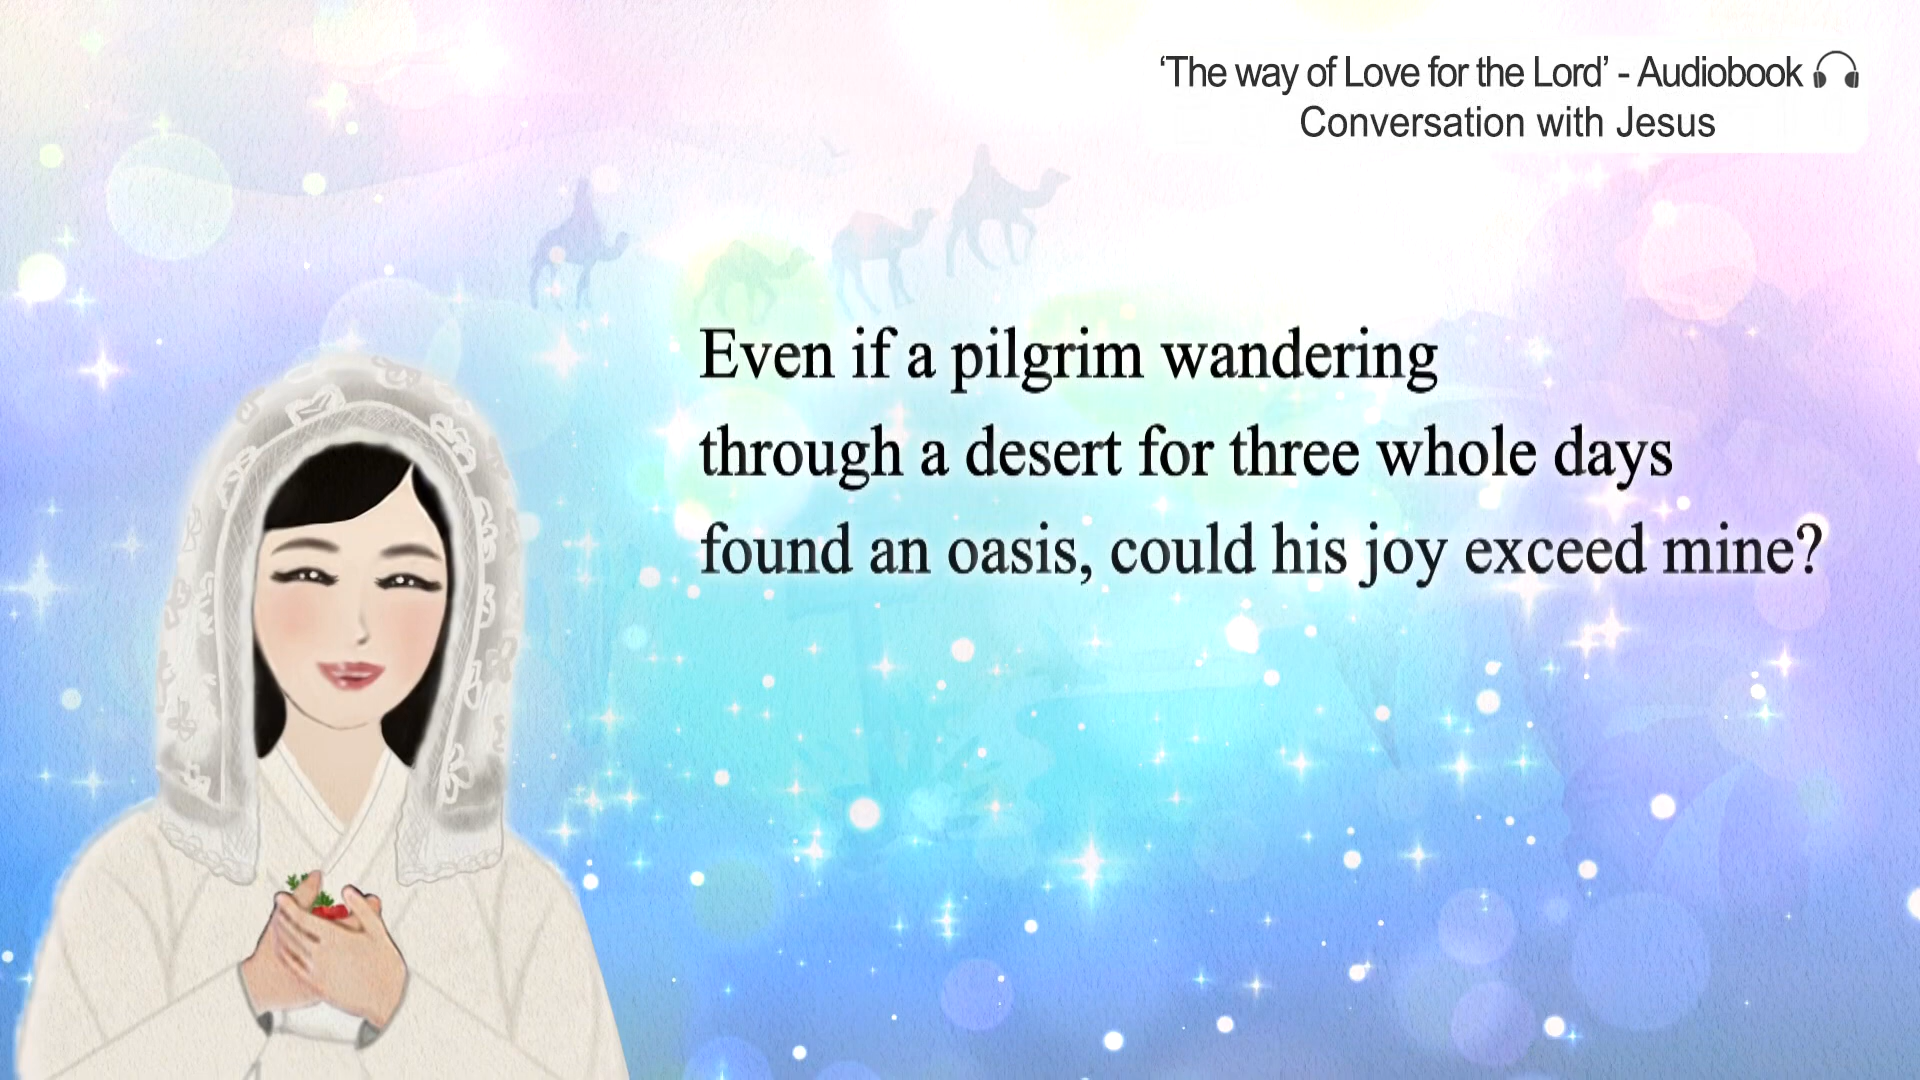 ‘The way of Love for the Lord’ - Audiobook
Conversation with Jesus
Even if a pilgrim wandering
through a desert for three whole days
found an oasis, could his joy exceed mine?